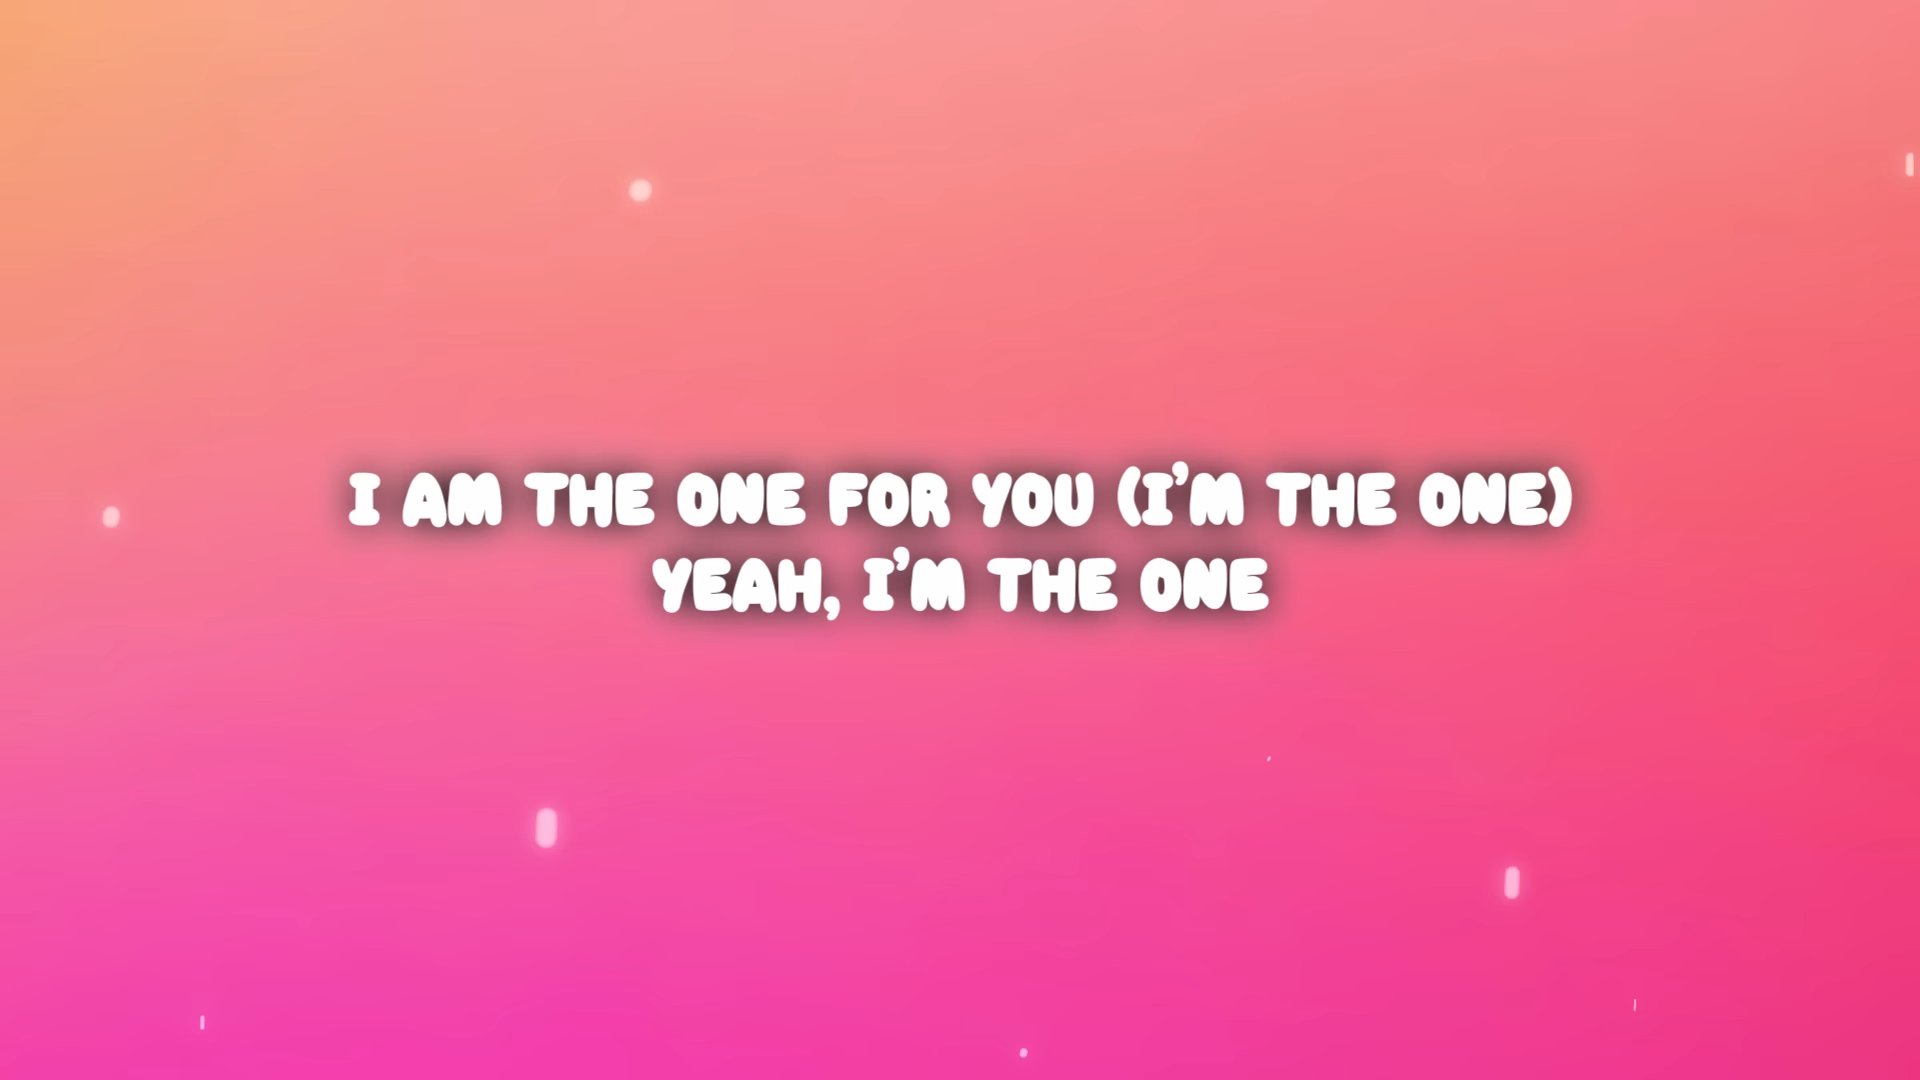 I AM THE ONE FOR YOU (I’M THE ONE)
YEAH, I’M THE ONE